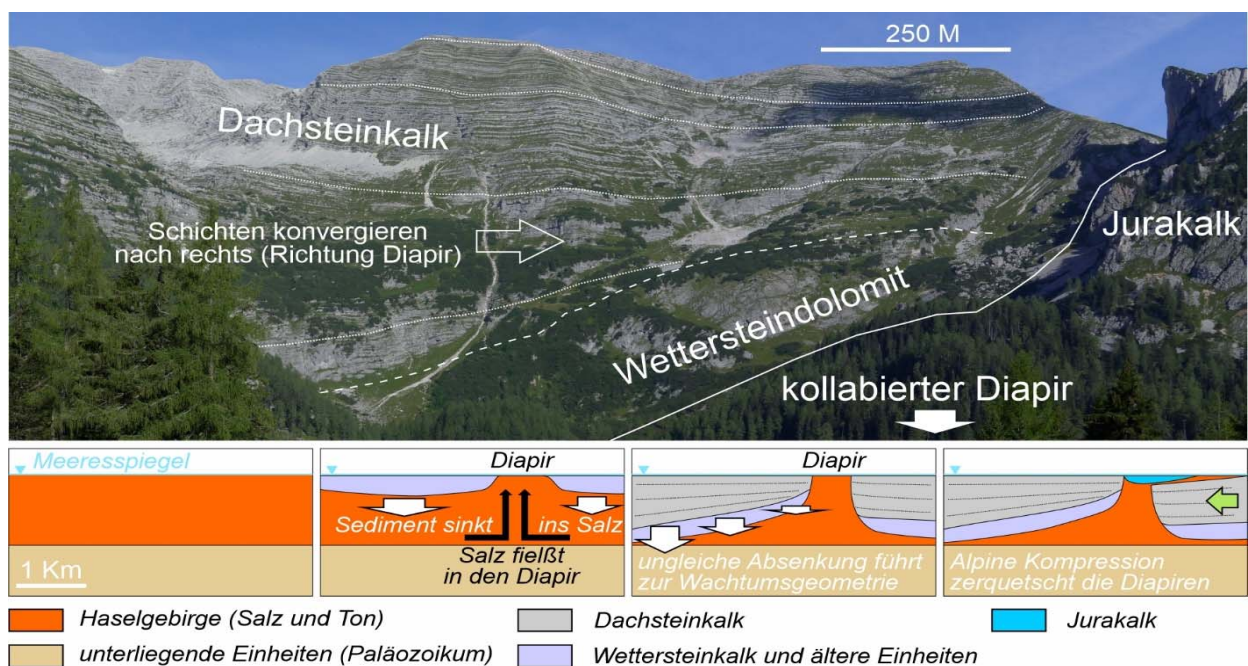 250 M
Dachsteinkalk
Schichten konvergieren
nach rechts (Richtung Diapir)
Jurakalk
Wettersteindolomit
kollabierter Diapir
Meeresspiegel
1 Km
Diapir
Sediment sinkt
ins Salz
Salz fielßt
in den Diapir
Diapir
ungleiche Absenkung führt
zur Wachtumsgeometrie
Alpine Kompression
zerquetscht die Diapiren
Haselgebirge (Salz und Ton)
Dachsteinkalk
Jurakalk
unterliegende Einheiten (Paläozoikum)
Wettersteinkalk und ältere Einheiten